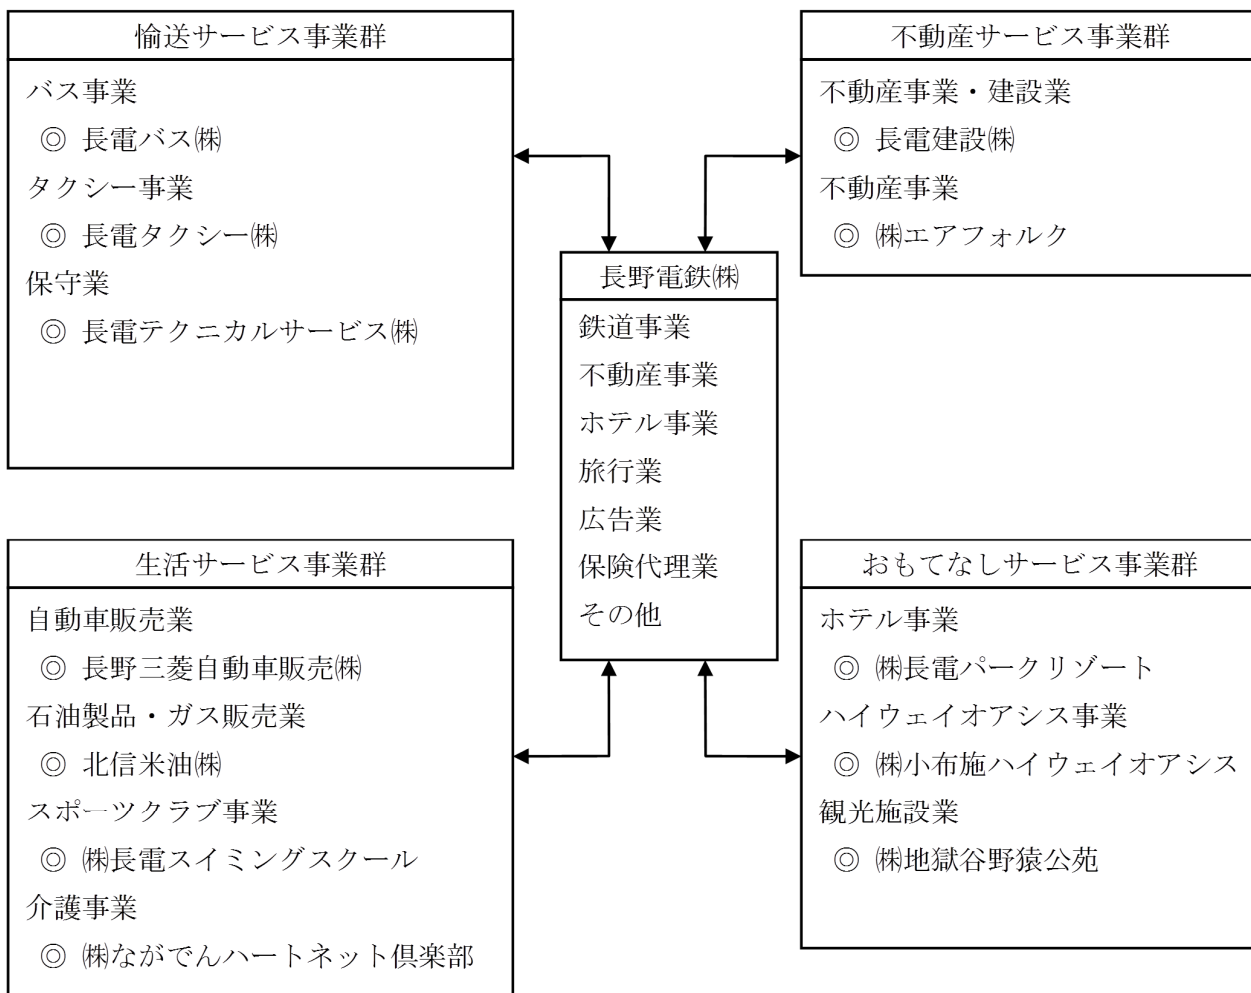 愉送サービス事業群
バス事業
◎ 長電バス㈱
タクシー事業
◎ 長電タクシー㈱
保守業
◎ 長電テクニカルサービス㈱
不動産サービス事業群
不動産事業・建設業
◎ 長電建設㈱
不動産事業
◎ ㈱エアフォルク
長野電鉄㈱
鉄道事業
不動産事業
ホテル事業
旅行業
広告業
保険代理業
その他
生活サービス事業群
自動車販売業
◎ 長野三菱自動車販売㈱
石油製品・ガス販売業
◎ 北信米油㈱
スポーツクラブ事業
◎ ㈱長電スイミングスクール
介護事業
◎ ㈱ながでんハートネット倶楽部
おもてなしサービス事業群
ホテル事業
◎ ㈱長電パークリゾート
ハイウェイオアシス事業
◎ ㈱小布施ハイウェイオアシス
観光施設業
◎ ㈱地獄谷野猿公苑